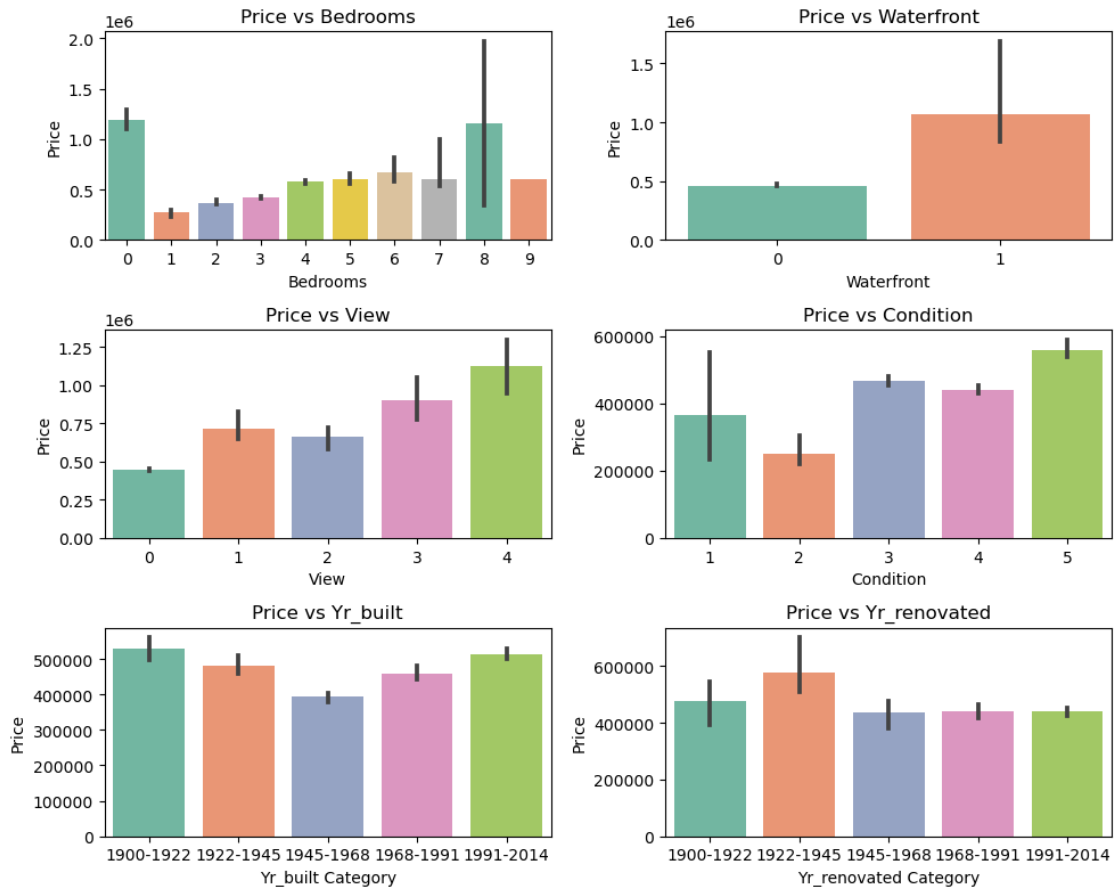 Price vs Bedrooms
1e6
2.0
1.5
1.0
0.5
0.0
Price
0 1 2 3 4 5 6 7 8 9
Bedrooms
Price vs Waterfront
1e6
1.5
1.0
0.5
0.0
Price
0 1
Waterfront
Price vs View
1e6
1.25
1.00
0.75
0.50
0.25
0.00
Price
0 1 2 3 4
View
Price vs Condition
600000
400000
200000
0
Price
1 2 3 4 5
Condition
Price vs Yr_built
500000
400000
300000
200000
100000
0
Price
1900-1922 1922-1945 1945-1968 1968-1991 1991-2014
Yr_built Category
Price vs Yr_renovated
600000
400000
200000
0
Price
1900-1922 1922-1945 1945-1968 1968-1991 1991-2014
Yr_renovated Category